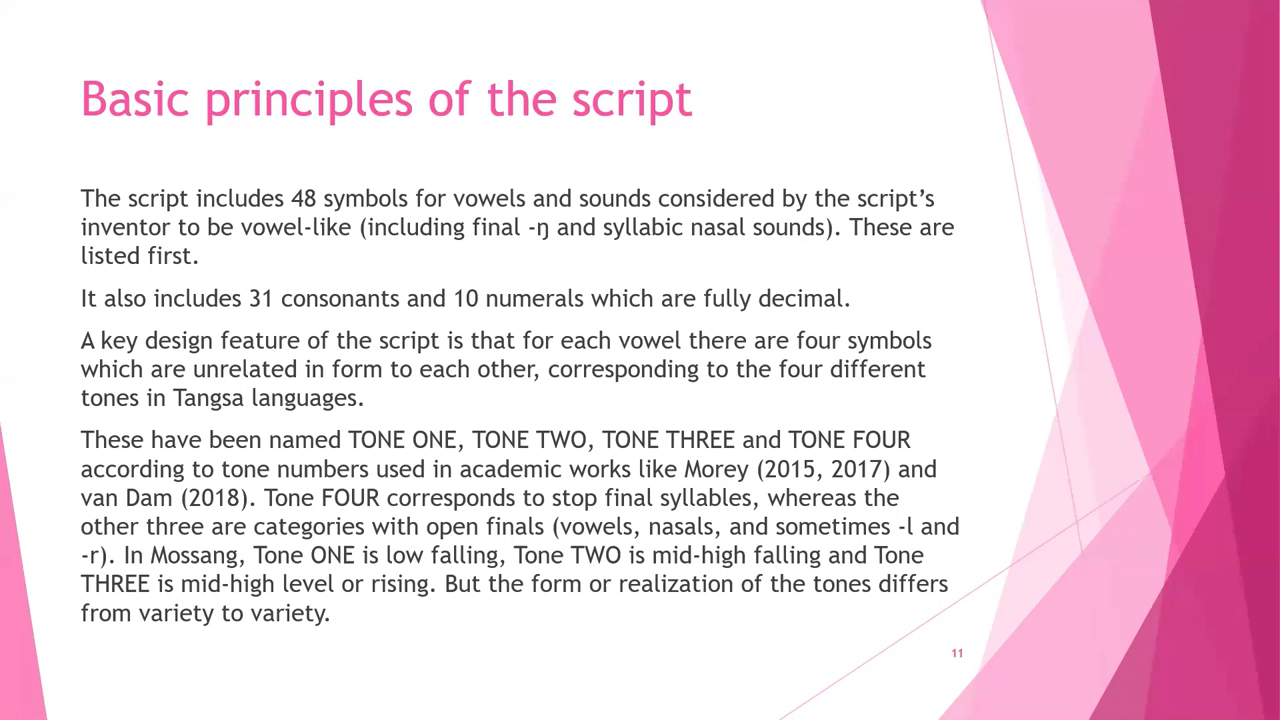 Basic principles of the script
The script includes 48 symbols for vowels and sounds considered by the script’s
inventor to be vowel-like (including final -ŋ and syllabic nasal sounds). These are
listed first.
It also includes 31 consonants and 10 numerals which are fully decimal.
A key design feature of the script is that for each vowel there are four symbols
which are unrelated in form to each other, corresponding to the four different
tones in Tangsa languages.
These have been named TONE ONE, TONE TWO, TONE THREE and TONE FOUR
according to tone numbers used in academic works like Morey (2015, 2017) and
van Dam (2018). Tone FOUR corresponds to stop final syllables, whereas the
other three are categories with open finals (vowels, nasals, and sometimes -l and
-r). In Mossang, Tone ONE is low falling, Tone TWO is mid-high falling and Tone
THREE is mid-high level or rising. But the form or realization of the tones differs
from variety to variety.
11